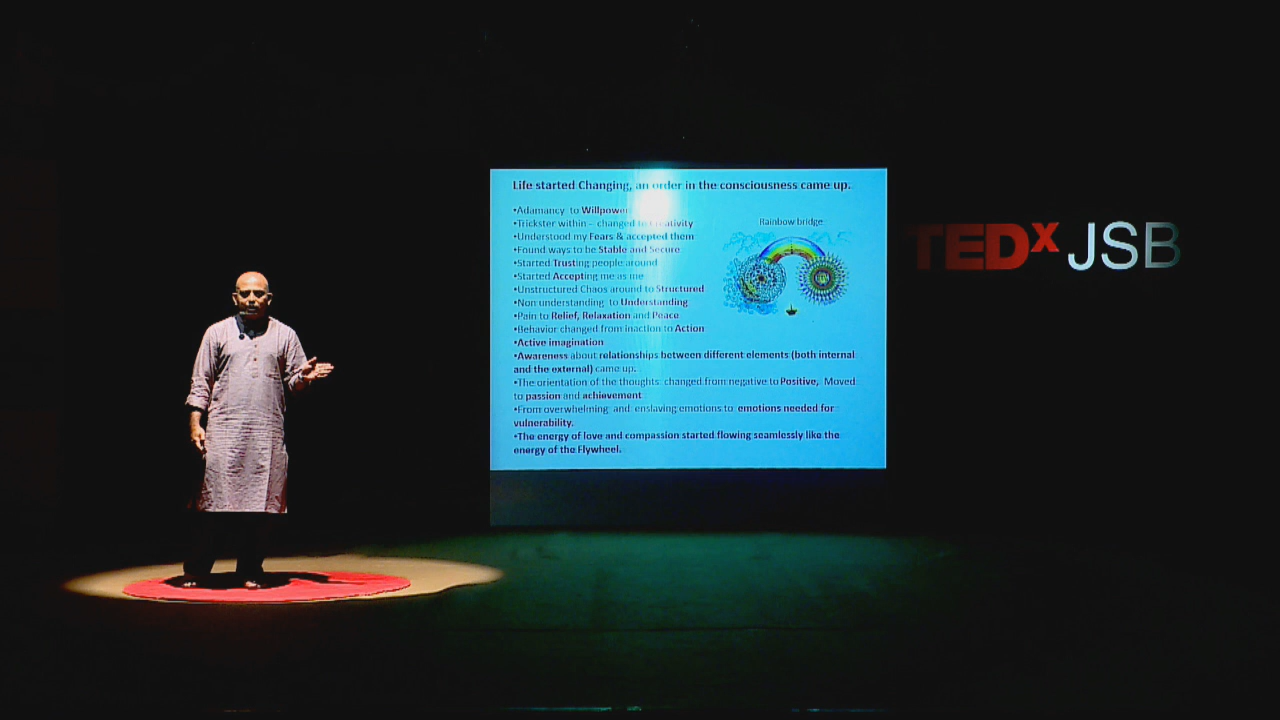 Life started Changing, an order in the consciousness came up.
•Adamancy to Willpower
•Trickster within – changed to creativity
•Understood my Fears & accepted them
•Found ways to be Stable and Secure
•Started Trusting people around
•Started Accepting me as me
•Unstructured Chaos around to Structured
•Non understanding to Understanding
•Pain to Relief, Relaxation and Peace
•Behavior changed from inaction to Action
•Active imagination
•Awareness about relationships between different elements (both internal
and the external) came up.
•The orientation of the thoughts changed from negative to Positive, Moved
to passion and achievement
•From overwhelming and enslaving emotions to emotions needed for
vulnerability.
•The energy of love and compassion started flowing seamlessly like the
energy of the Flywheel.
Rainbow bridge
TEDx JSB